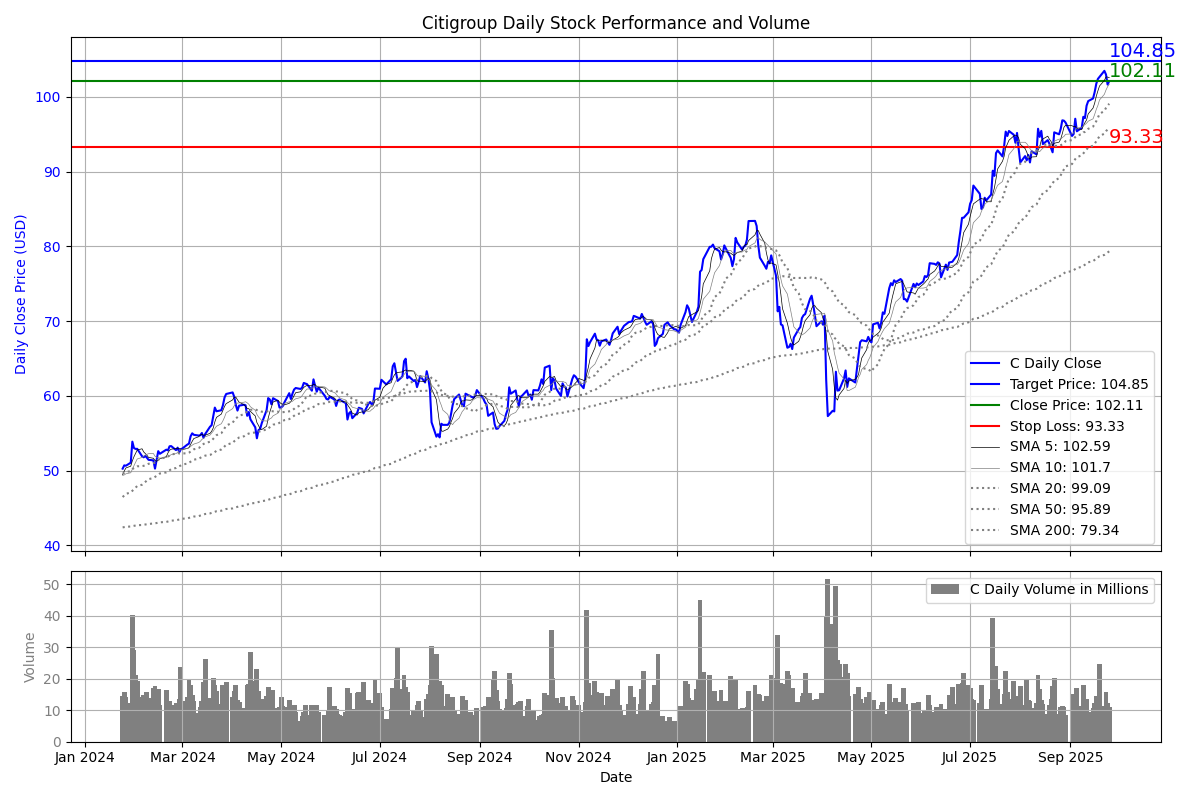 Citigroup Daily Stock Performance and Volume
104.85
102.11
93.33
100
90
80
70
60
50
40
Daily Close Price (USD)
C Daily Close
Target Price: 104.85
Close Price: 102.11
Stop Loss: 93.33
SMA 5: 102.59
SMA 10: 101.7
SMA 20: 99.09
SMA 50: 95.89
SMA 200: 79.34
50
40
30
20
10
0
Volume
C Daily Volume in Millions
Jan 2024 Mar 2024 May 2024 Jul 2024 Sep 2024 Nov 2024 Jan 2025 Mar 2025 May 2025 Jul 2025 Sep 2025
Date